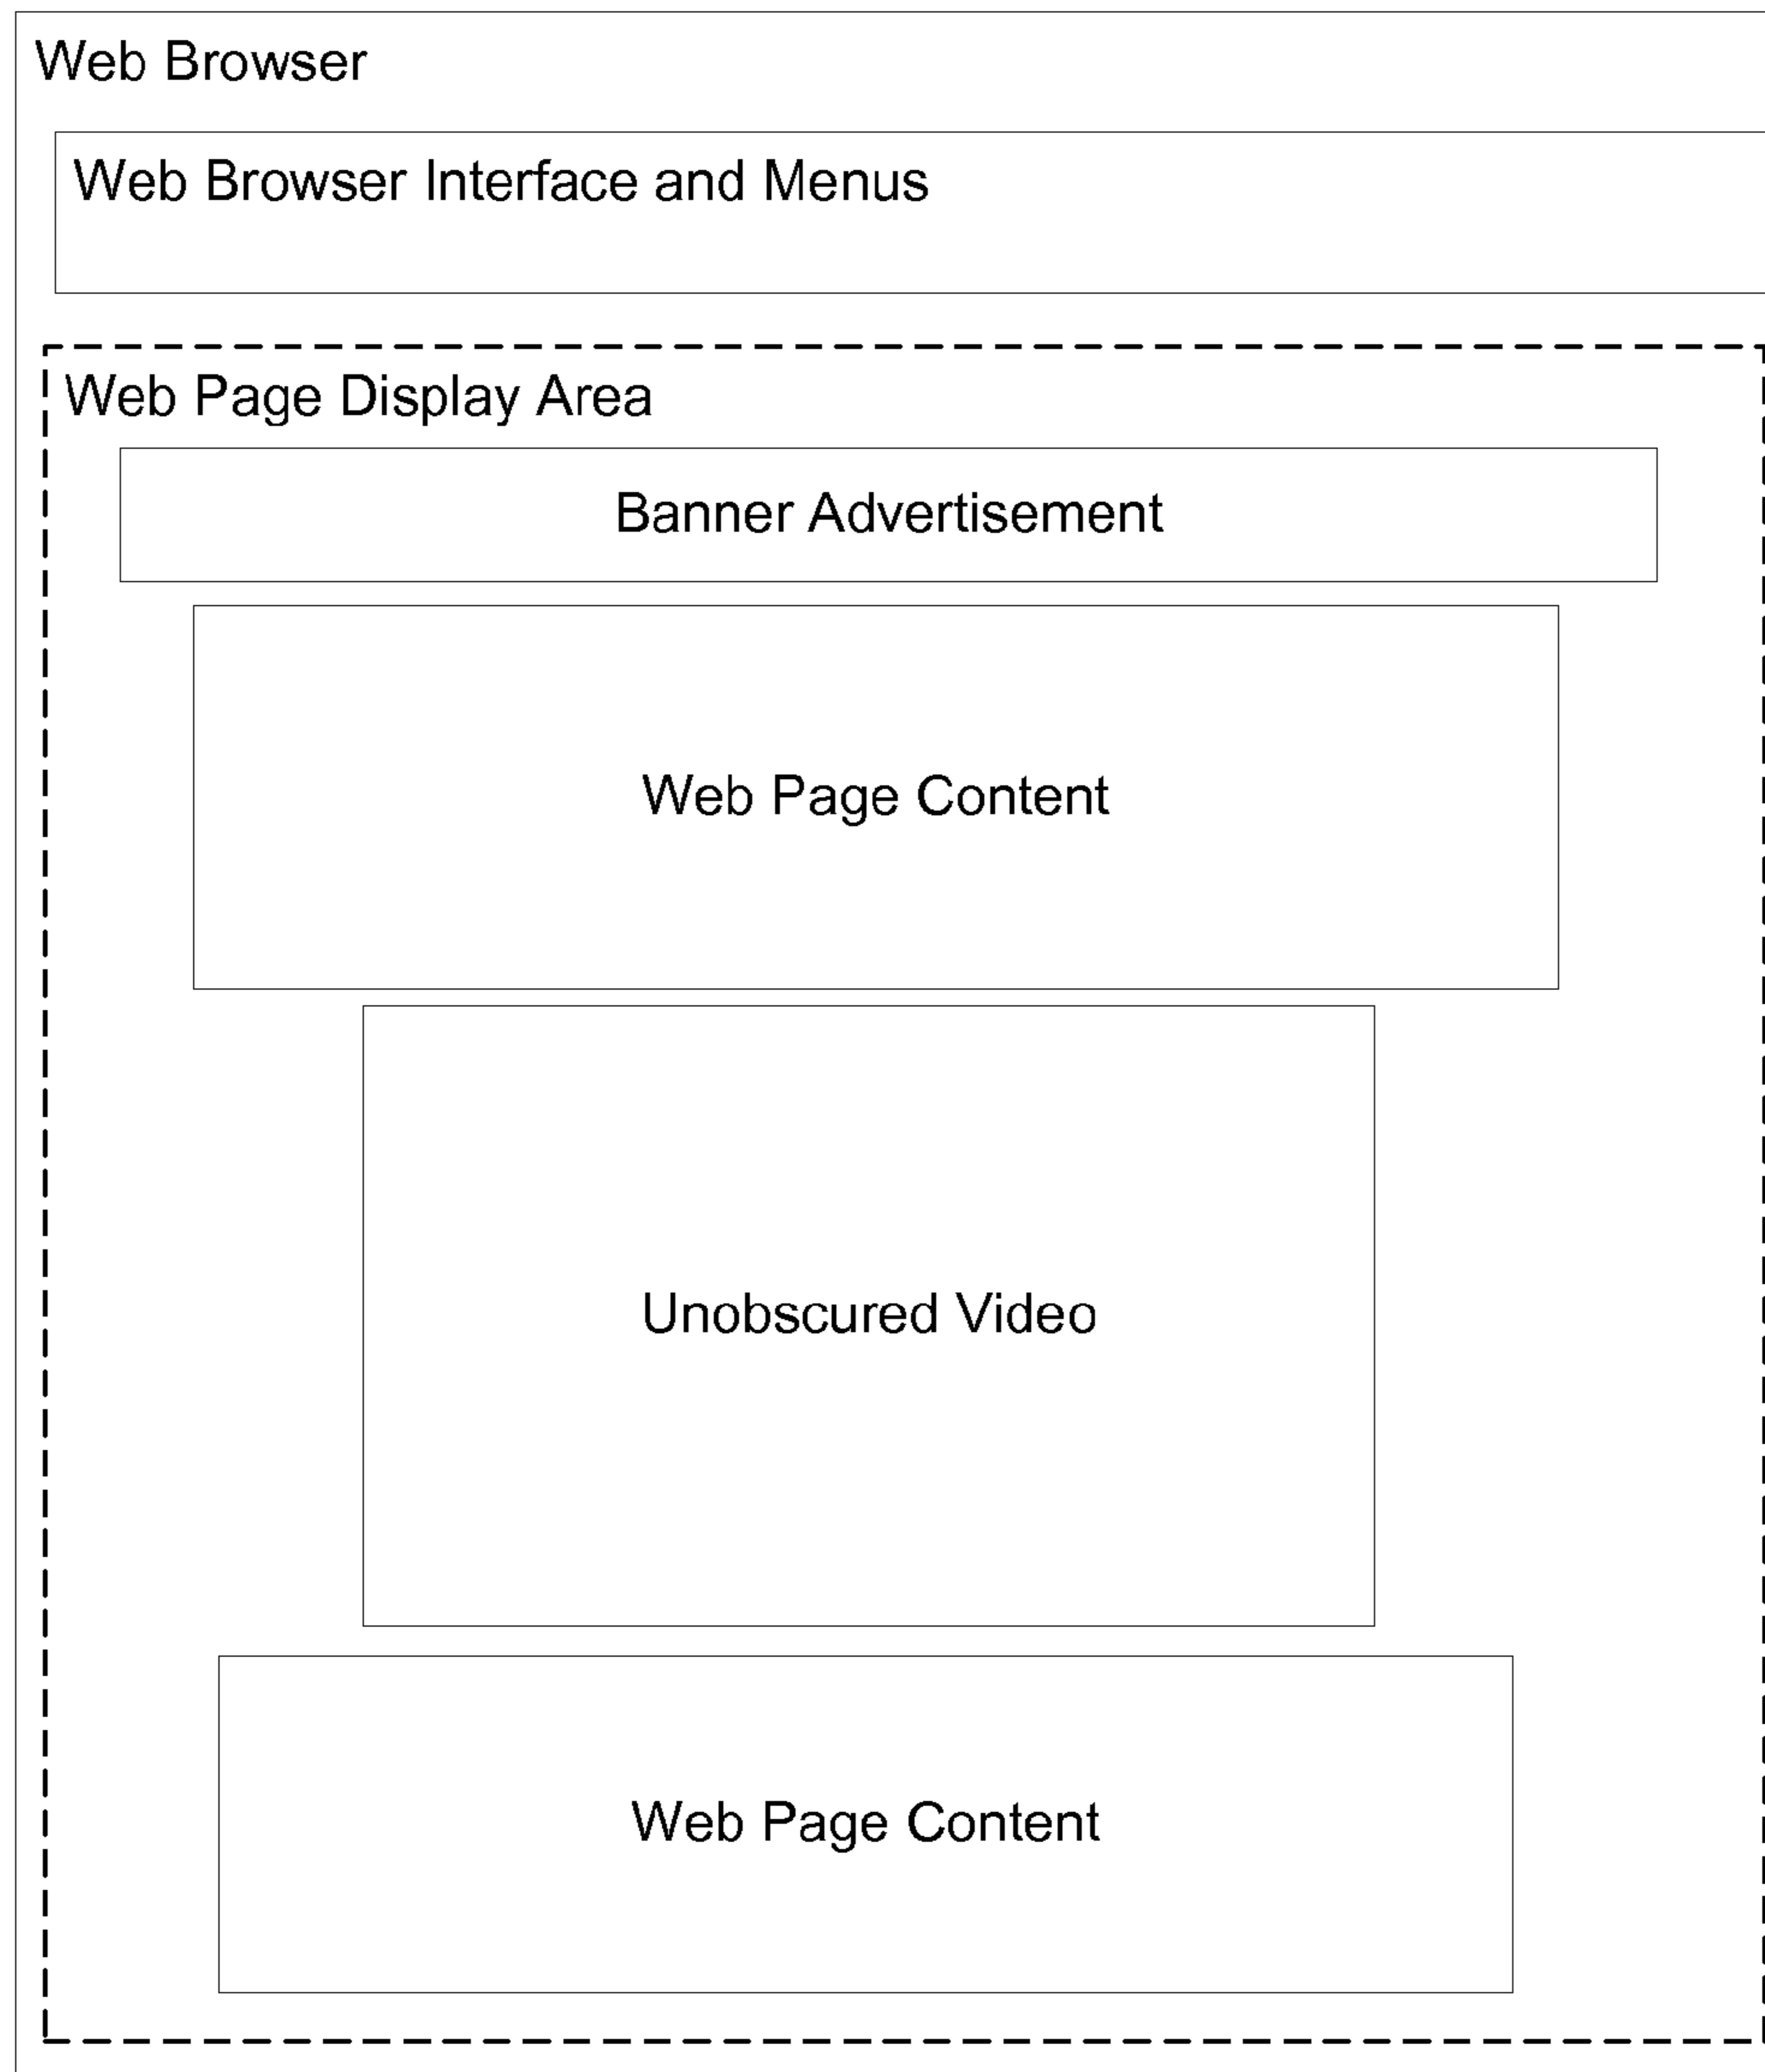 Web Browser
Web Browser Interface and Menus
Web Page Display Area
Banner Advertisement
Web Page Content
Unobscured Video
Web Page Content